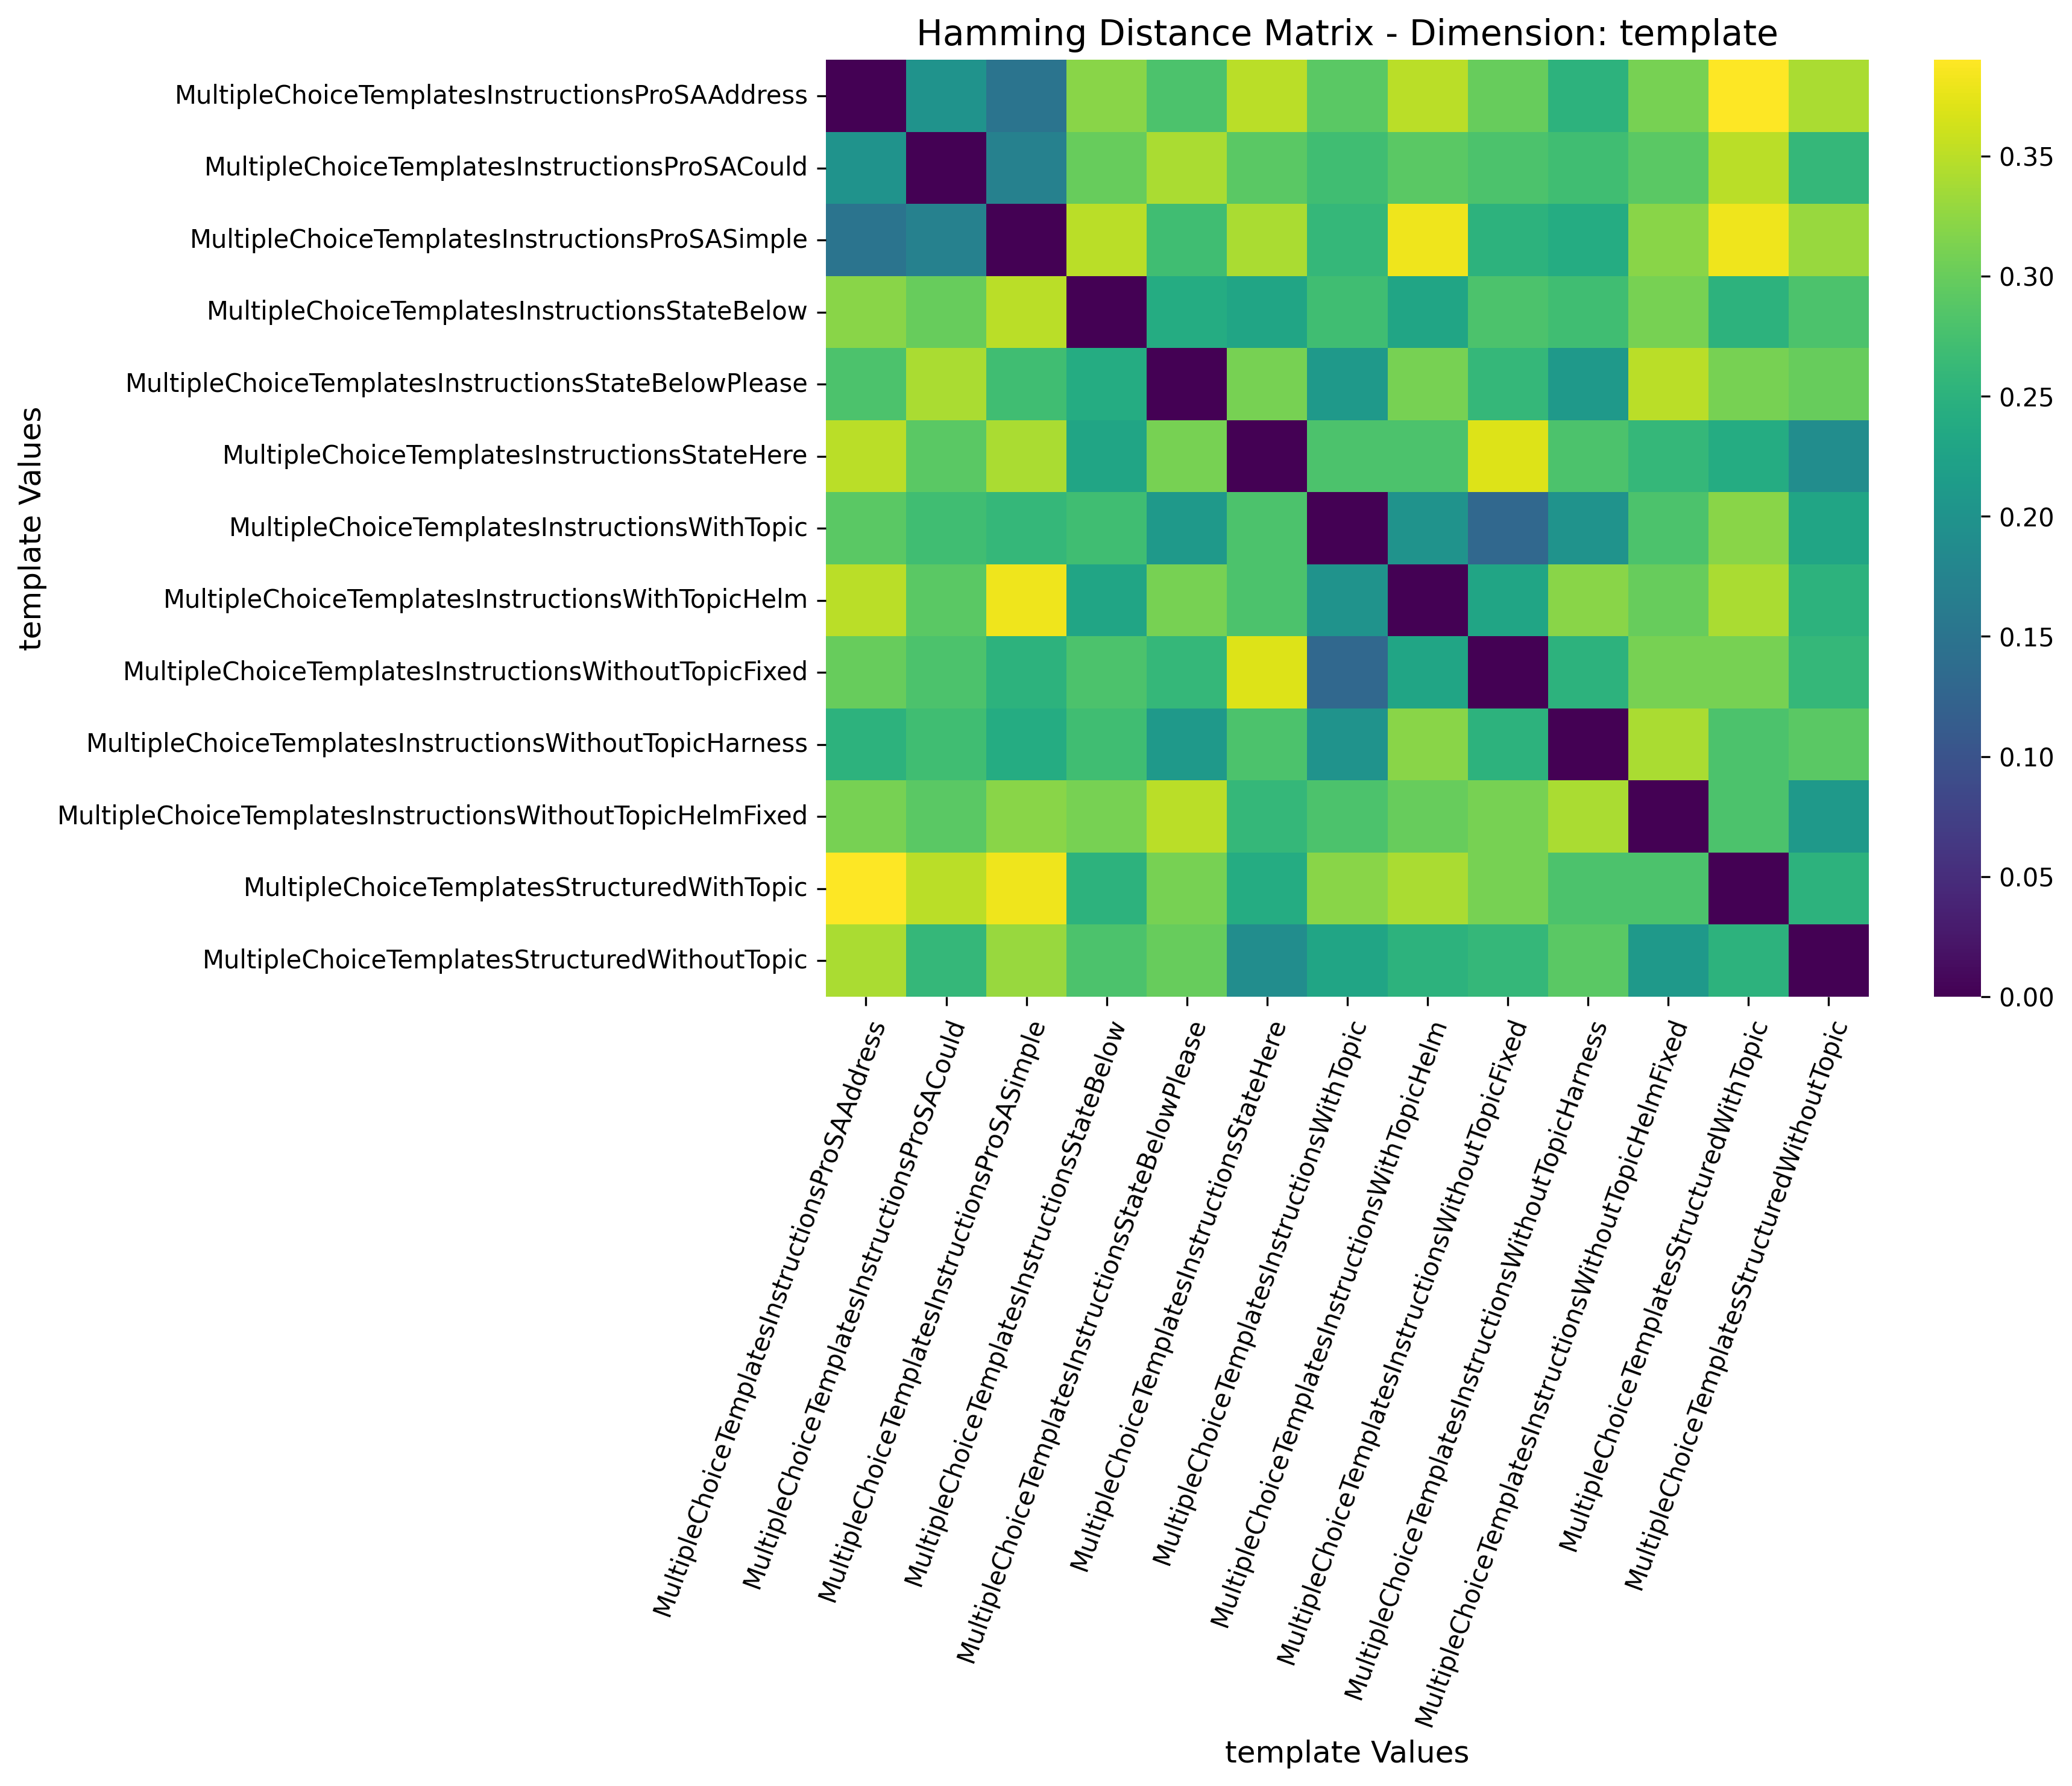 Hamming Distance Matrix - Dimension: template
template Values
MultipleChoiceTemplatesInstructionsProSAAddress
MultipleChoiceTemplatesInstructionsProSACould
MultipleChoiceTemplatesInstructionsProSASimple
MultipleChoiceTemplatesInstructionsStateBelow
MultipleChoiceTemplatesInstructionsStateBelowPlease
MultipleChoiceTemplatesInstructionsStateHere
MultipleChoiceTemplatesInstructionsWithTopic
MultipleChoiceTemplatesInstructionsWithTopicHelm
MultipleChoiceTemplatesInstructionsWithoutTopicFixed
MultipleChoiceTemplatesInstructionsWithoutTopicHarness
MultipleChoiceTemplatesInstructionsWithoutTopicHelmFixed
MultipleChoiceTemplatesStructuredWithTopic
MultipleChoiceTemplatesStructuredWithoutTopic
0.35
0.30
0.25
0.20
0.15
0.10
0.05
0.00
MultipleChoiceTemplatesInstructionsProSAAddress
MultipleChoiceTemplatesInstructionsProSACould
MultipleChoiceTemplatesInstructionsProSASimple
MultipleChoiceTemplatesInstructionsStateBelow
MultipleChoiceTemplatesInstructionsStateBelowPlease
MultipleChoiceTemplatesInstructionsStateHere
MultipleChoiceTemplatesInstructionsWithTopic
MultipleChoiceTemplatesInstructionsWithTopicHelm
MultipleChoiceTemplatesInstructionsWithoutTopicFixed
MultipleChoiceTemplatesInstructionsWithoutTopicHarness
MultipleChoiceTemplatesInstructionsWithoutTopicHelmFixed
MultipleChoiceTemplatesStructuredWithTopic
MultipleChoiceTemplatesStructuredWithoutTopic
template Values